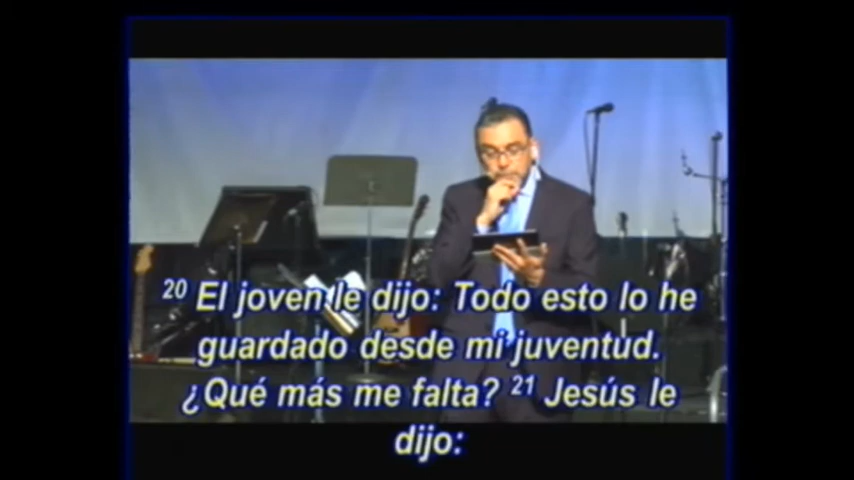 20 El joven le dijo: Todo esto lo he
guardado desde mi juventud.
¿Qué más me falta? 21 Jesús le
dijo: